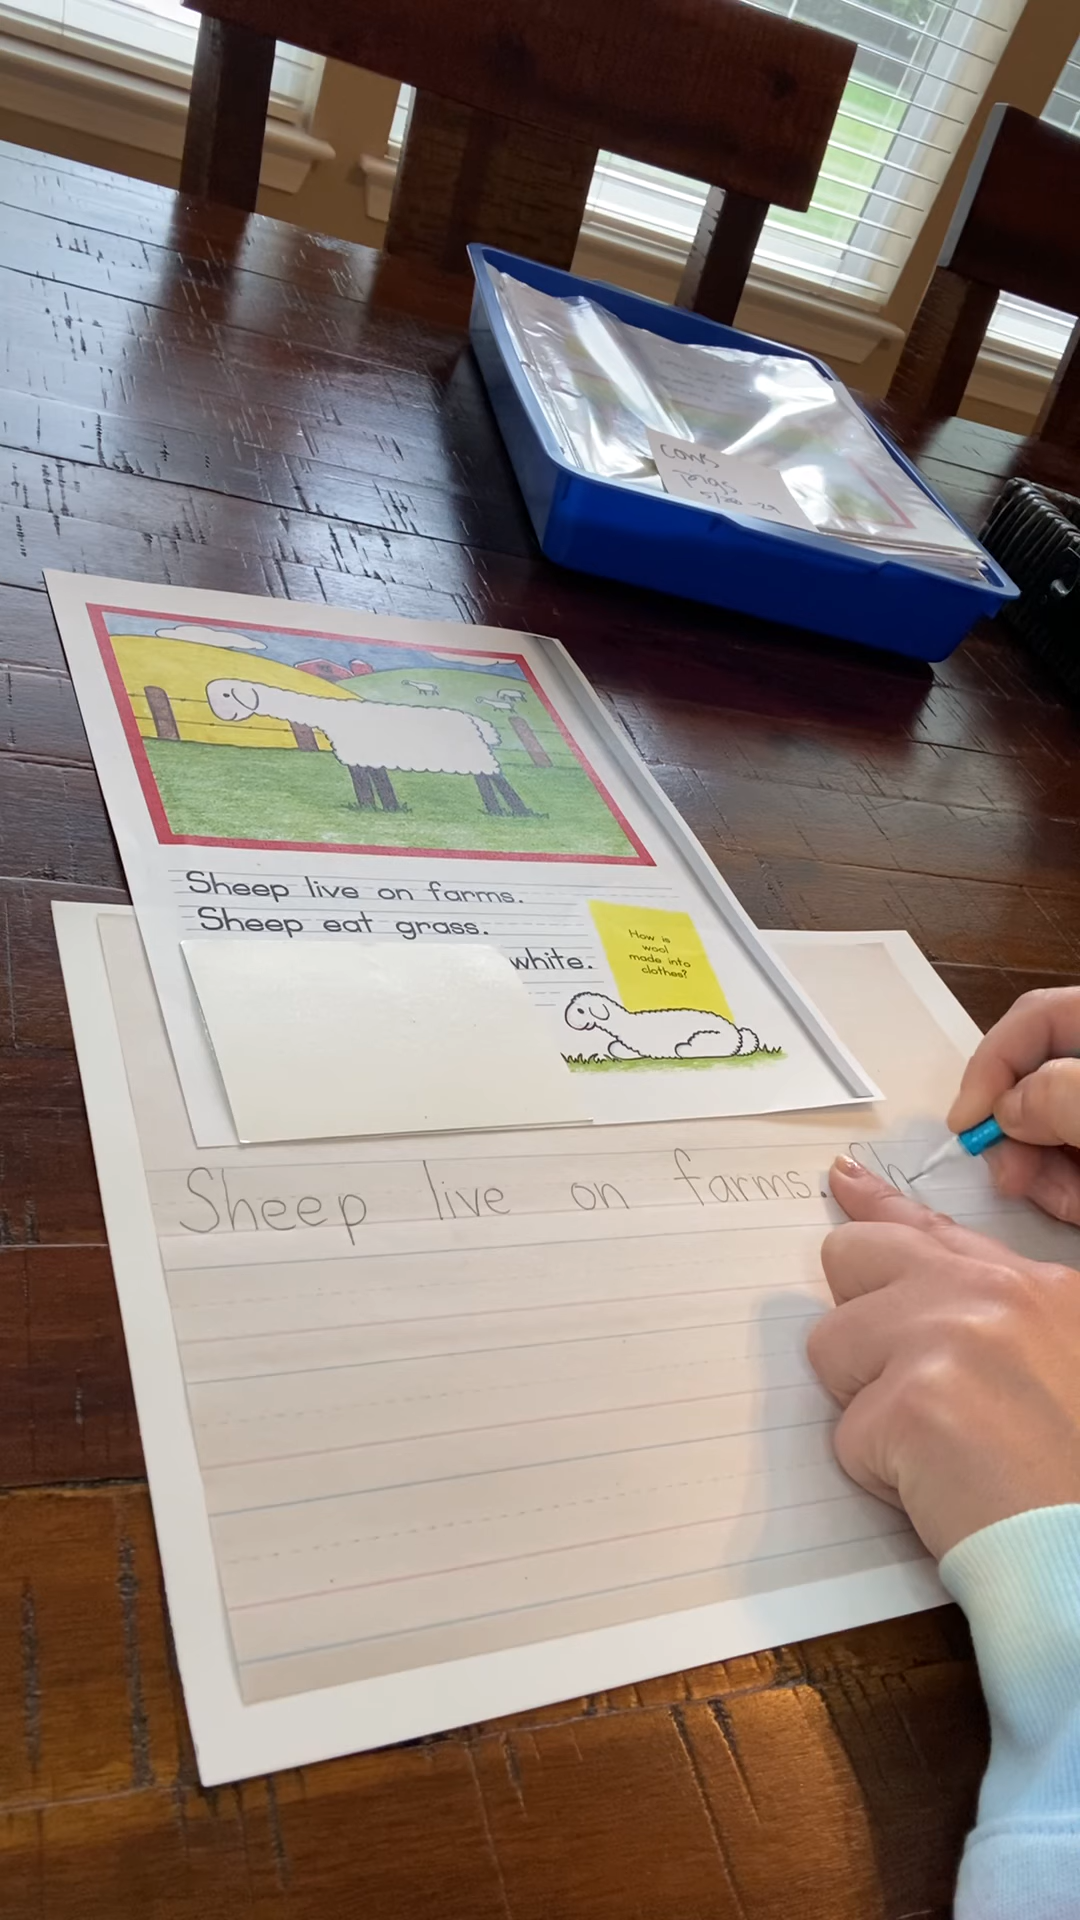 cows
pigs
Sheep live on farms.
Sheep eat grass.
white.
How is
wool
made into
clothes?
Sheep live on farms. Sh